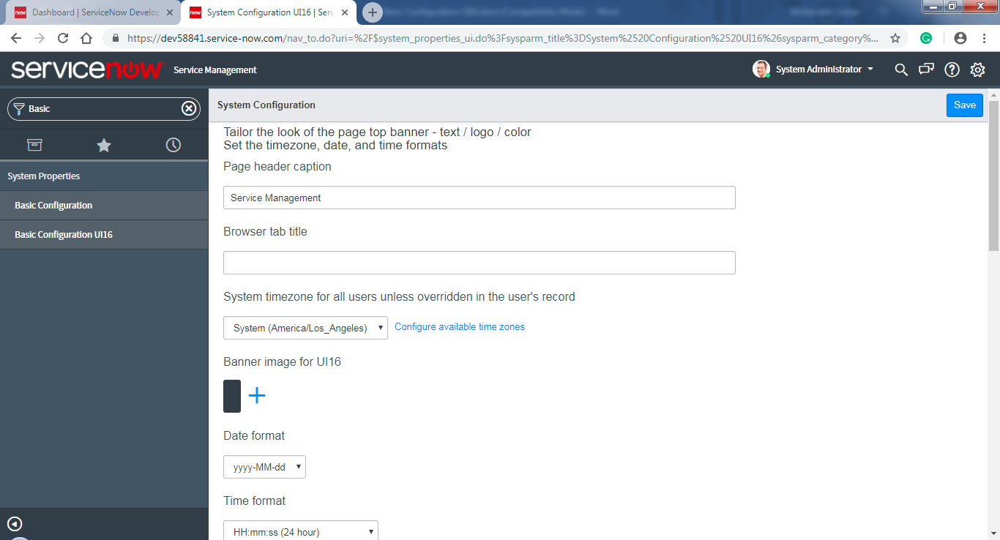 now Dashboard | ServiceNow Develop
now System Configuration UI16 | Serv
https://dev58841.service-now.com/nav_to.do?uri=%2F$system_properties_ui.do%3Fsysparm_title%3DSystem%2520Configuration%2520UI16%26sysparm_category%...
servicenow Service Management
System Administrator
Basic
System Configuration
Save
System Properties
Basic Configuration
Basic Configuration UI16
Tailor the look of the page top banner - text / logo / color
Set the timezone, date, and time formats
Page header caption
Service Management
Browser tab title
System timezone for all users unless overridden in the user's record
System (America/Los_Angeles) Configure available time zones
Banner image for UI16
Date format
yyyy-MM-dd
Time format
HH:mm:ss (24 hour)